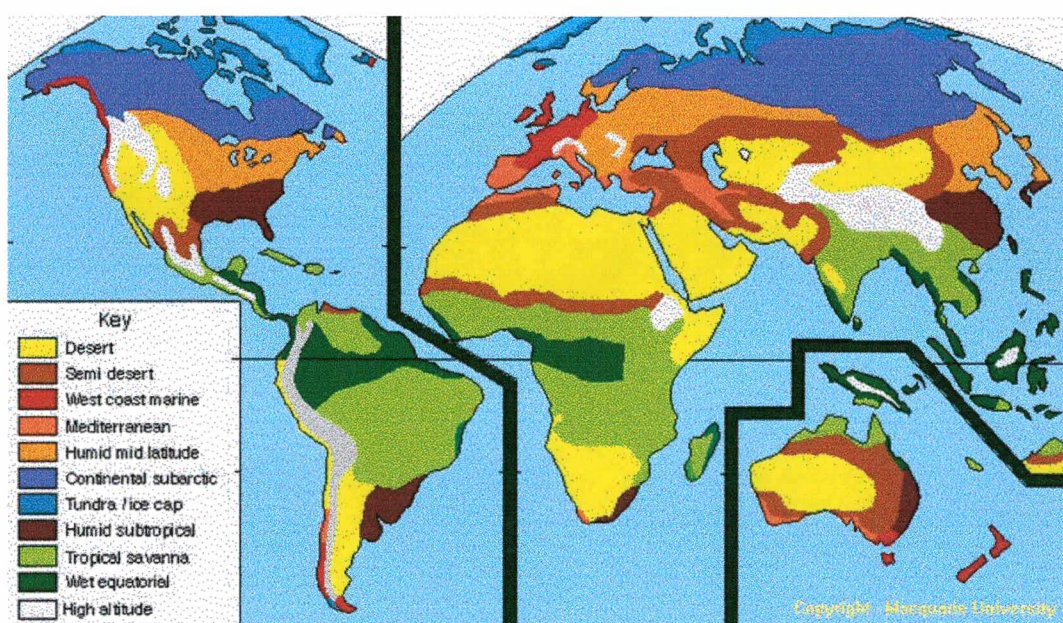 Key
Desert
Semi desert
West coast marine
Mediterranean
Humid mid latitude
Continental subarctic
Tundra / ice cap
Humid subtropical
Tropical savanna
Wet equatorial
High altitude
Copyright - Macquarie University